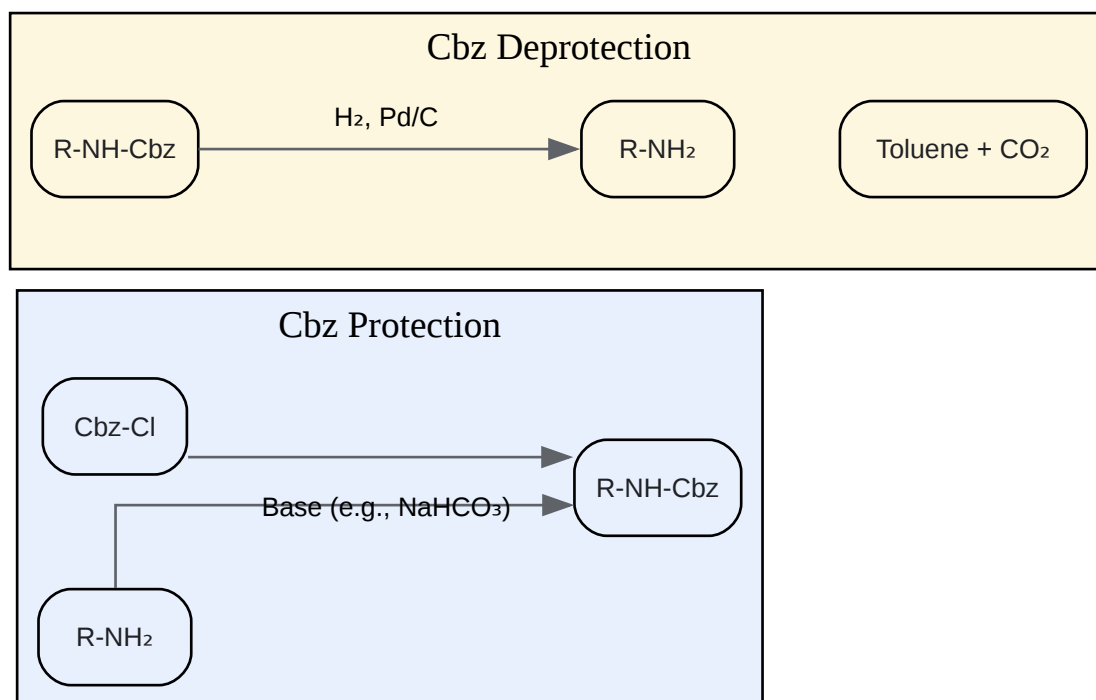 Cbz Deprotection
H₂, Pd/C
R-NH-Cbz
R-NH₂
Toluene + CO₂
Cbz Protection
Cbz-Cl
R-NH-Cbz
Base (e.g., NaHCO₃)
R-NH₂